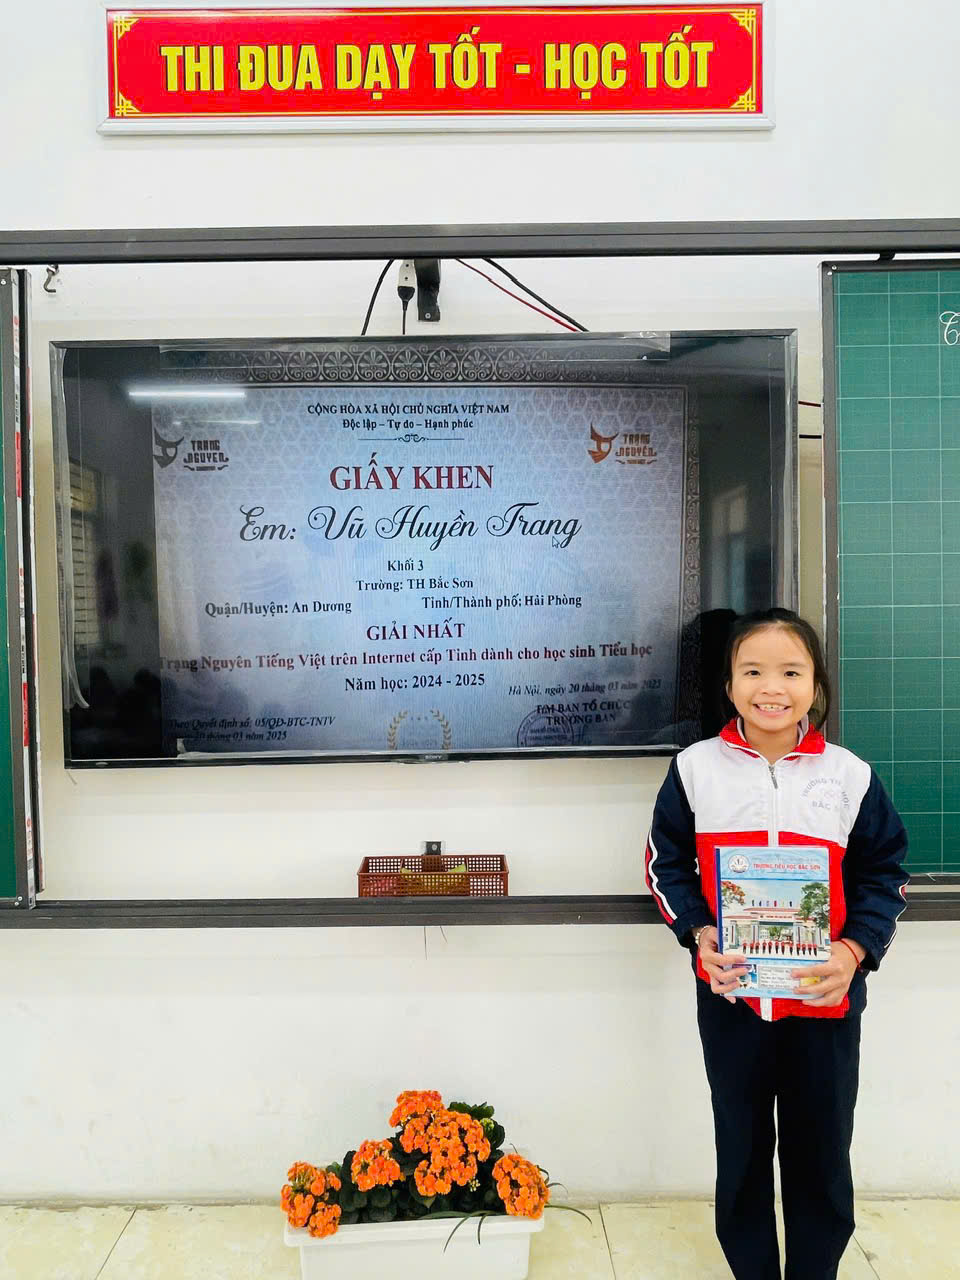 THI ĐUA DẠY TỐT - HỌC TỐT
CỘNG HÒA XÃ HỘI CHỦ NGHĨA VIỆT NAM
Độc lập – Tự do – Hạnh phúc
TRẠNG NGUYÊN
TRẠNG NGUYÊN
GIẤY KHEN
Em: Vũ Huyền Trang
Khối 3
Trường: TH Bắc Sơn
Quận/Huyện: An Dương Tỉnh/Thành phố: Hải Phòng
GIẢI NHẤT
Trạng Nguyên Tiếng Việt trên Internet cấp Tỉnh dành cho học sinh Tiểu học
Năm học: 2024 - 2025
Hà Nội, ngày 20 tháng 03 năm 2025
T/M BAN TỔ CHỨC
TRƯỞNG BAN
Theo Quyết định số: 05/QĐ-BTC-TNTV
20 tháng 03 năm 2025
SONY
TRƯỜNG TIỂU HỌC BẮC SƠN